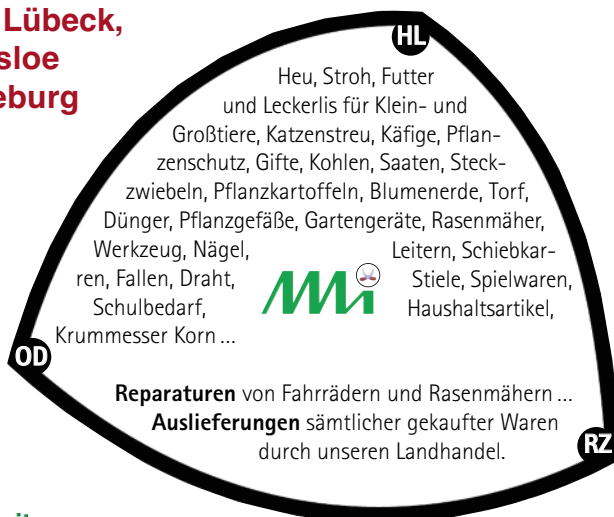 Lübeck,
sloe
eburg
HL
Heu, Stroh, Futter
und Leckerlis für Klein- und
Großtiere, Katzenstreu, Käfige, Pflan-
zenschutz, Gifte, Kohlen, Saaten, Steck-
zwiebeln, Pflanzkartoffeln, Blumenerde, Torf,
Dünger, Pflanzgefäße, Gartengeräte, Rasenmäher,
Werkzeug, Nägel, Leitern, Schiebkar-
ren, Fallen, Draht, Stiele, Spielwaren,
Schulbedarf, Haushaltsartikel,
Krummesser Korn ...
OD
Reparaturen von Fahrrädern und Rasenmähern ...
Auslieferungen sämtlicher gekaufter Waren
durch unseren Landhandel.
RZ